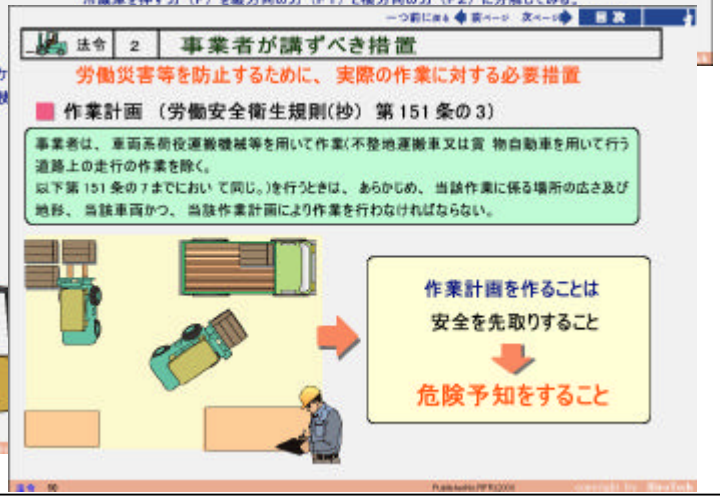 一つ前に戻る 前ページ 次ページ 目次
法令 2 事業者が講ずべき措置
労働災害等を防止するために、実際の作業に対する必要措置
作業計画 (労働安全衛生規則(抄) 第151条の3)
事業者は、車両系荷役運搬機械等を用いて作業(不整地運搬車又は貨 物自動車を用いて行う
道路上の走行の作業を除く。
以下第151条の7までにおい て同じ。)を行うときは、あらかじめ、当該作業に係る場所の広さ及び
地形、当該車両かつ、当該作業計画により作業を行わなければならない。
作業計画を作ることは
安全を先取りすること
危険予知をすること
法令 90